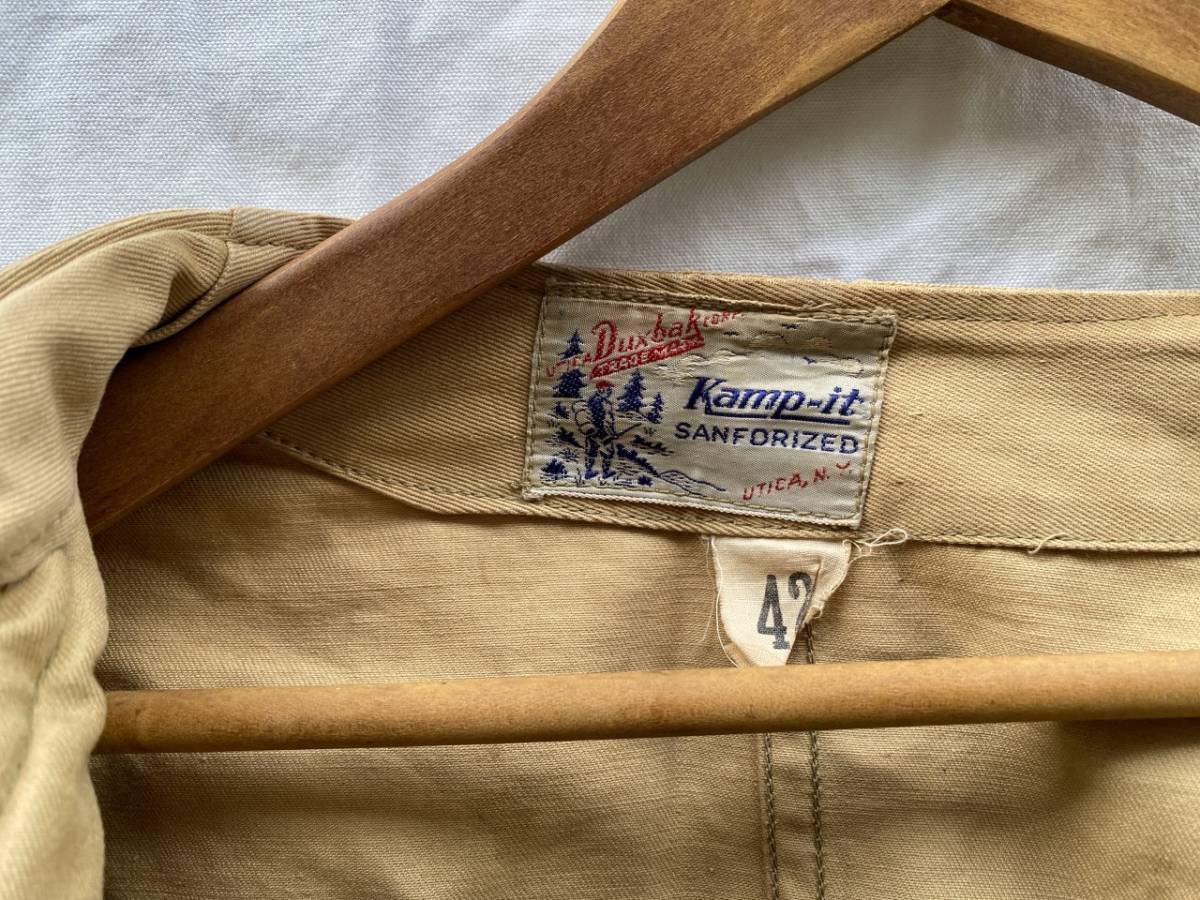 UTICA Duxbak CORP.
TRADE MARK
Kamp-it
SANFORIZED
UTICA, N.Y.
42